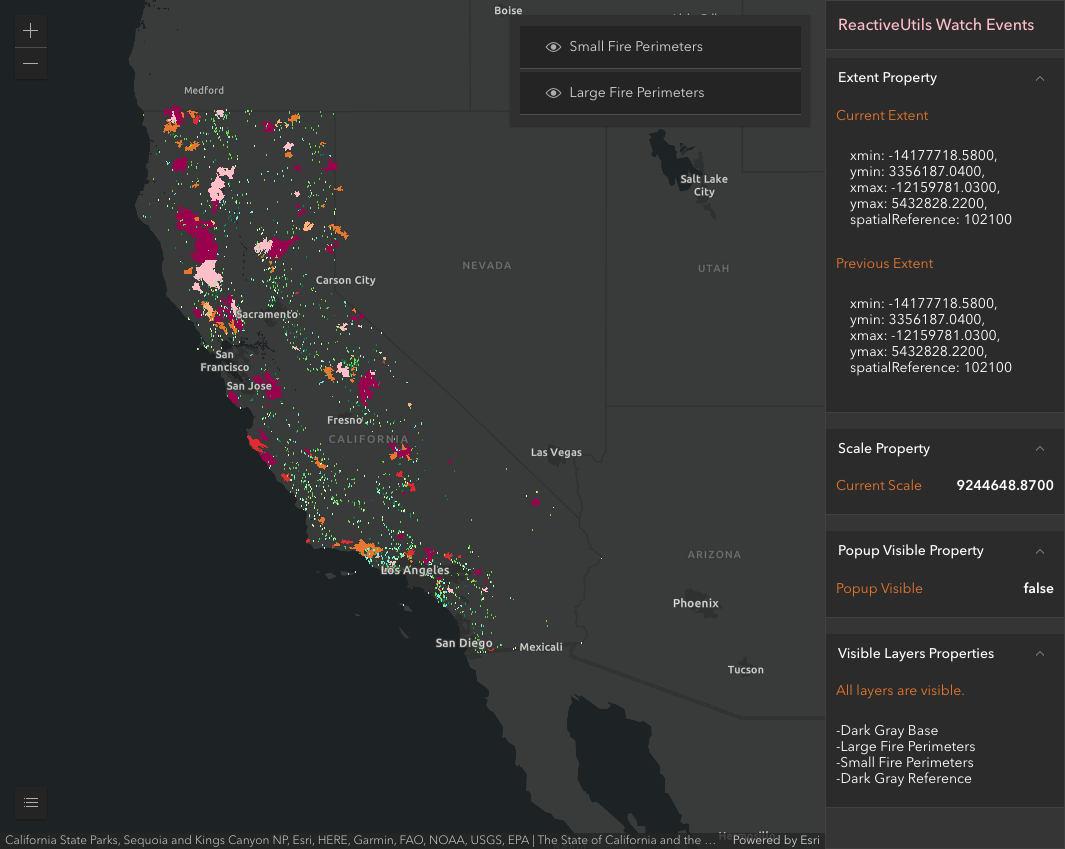 Boise
Small Fire Perimeters
Large Fire Perimeters
Medford
Salt Lake
City
NEVADA
UTAH
Carson City
Sacramento
San
Francisco
San Jose
Fresno
CALIFORNIA
Las Vegas
ARIZONA
Los Angeles
Phoenix
San Diego
Mexicali
Tucson
California State Parks, Sequoia and Kings Canyon NP, Esri, HERE, Garmin, FAO, NOAA, USGS, EPA | The State of California and the ...
Powered by Esri
ReactiveUtils Watch Events
Extent Property
Current Extent
xmin: -14177718.5800,
ymin: 3356187.0400,
xmax: -12159781.0300,
ymax: 5432828.2200,
spatialReference: 102100
Previous Extent
xmin: -14177718.5800,
ymin: 3356187.0400,
xmax: -12159781.0300,
ymax: 5432828.2200,
spatialReference: 102100
Scale Property
Current Scale 9244648.8700
Popup Visible Property
Popup Visible false
Visible Layers Properties
All layers are visible.
-Dark Gray Base
-Large Fire Perimeters
-Small Fire Perimeters
-Dark Gray Reference